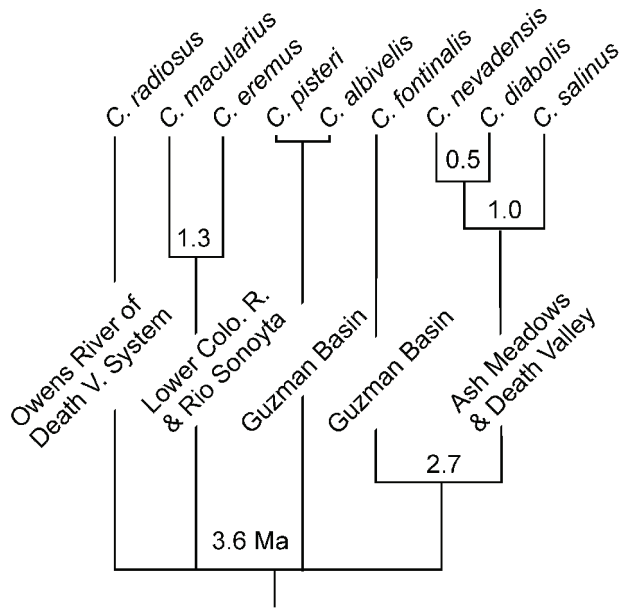 C. radiosus
C. macularius
C. eremus
C. pisteri
C. albivelis
C. fontinalis
C. nevadensis
C. diabolis
C. salinus
0.5
1.0
1.3
Owens River of
Death V. System
Lower Colo. R.
& Rio Sonoyta
Guzman Basin
Guzman Basin
Ash Meadows
& Death Valley
2.7
3.6 Ma